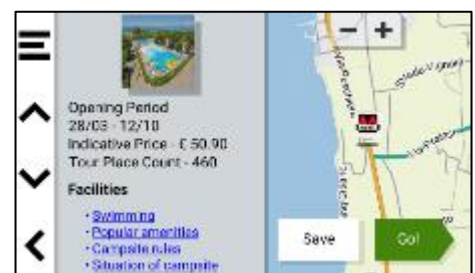 Opening Period
28/03 - 12/10
Indicative Price - £ 50.90
Tour Place Count - 460
Facilities
• Swimming
• Popular amenities
• Campsite rules
• Situation of campsite
Save
Go!